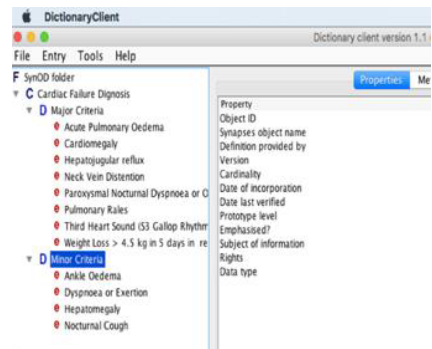 DictionaryClient
Dictionary client version 1.1
File Entry Tools Help
F SynOD folder
C Cardiac Failure Dignosis
D Major Criteria
e Acute Pulmonary Oedema
e Cardiomegaly
e Hepatojugular reflux
e Neck Vein Distention
e Paroxysmal Nocturnal Dyspnoea or O
e Pulmonary Rales
e Third Heart Sound (S3 Gallop Rhythm
e Weight Loss > 4.5 kg in 5 days in re
D Minor Criteria
e Ankle Oedema
e Dyspnoea or Exertion
e Hepatomegaly
e Nocturnal Cough
Properties Me
Property
Object ID
Synapses object name
Definition provided by
Version
Cardinality
Date of incorporation
Date last verified
Prototype level
Emphasised?
Subject of information
Rights
Data type